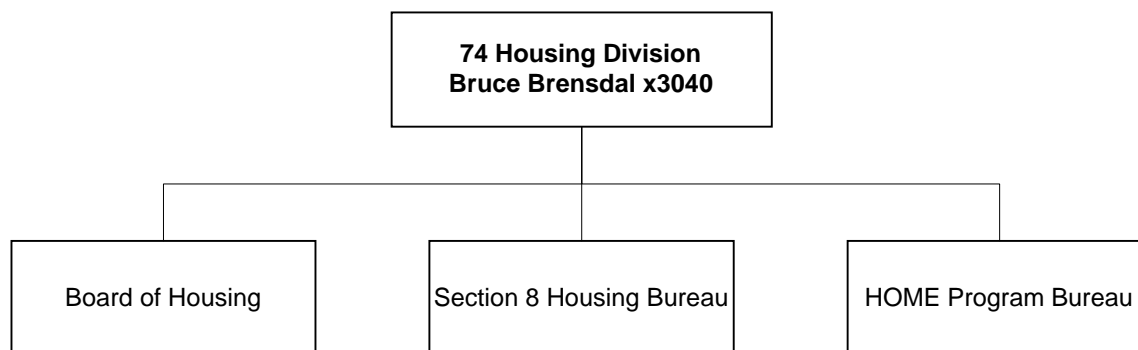 74 Housing Division
Bruce Brensdal x3040
Board of Housing
Section 8 Housing Bureau
HOME Program Bureau